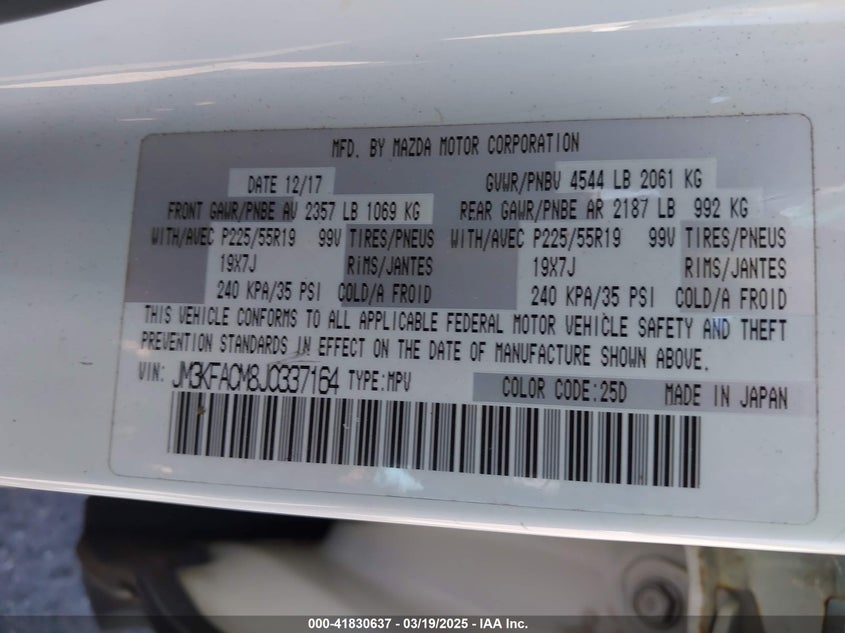 MFD. BY MAZDA MOTOR CORPORATION
DATE 12/17 GVWR/PNBV 4544 LB 2061 KG
FRONT GAWR/PNBE AV 2357 LB 1069 KG REAR GAWR/PNBE AR 2187 LB 992 KG
WITH/AVEC P225/55R19 99V TIRES/PNEUS WITH/AVEC P225/55R19 99V TIRES/PNEUS
19X7J RIMS/JANTES 19X7J RIMS/JANTES
240 KPA/35 PSI COLD/A FROID 240 KPA/35 PSI COLD/A FROID
THIS VEHICLE CONFORMS TO ALL APPLICABLE FEDERAL MOTOR VEHICLE SAFETY AND THEFT
PREVENTION STANDARDS IN EFFECT ON THE DATE OF MANUFACTURE SHOWN ABOVE.
VIN: JM3KFACM8J0337164 TYPE:MPV COLOR CODE:25D MADE IN JAPAN
000-41830637 - 03/19/2025 - IAA Inc.